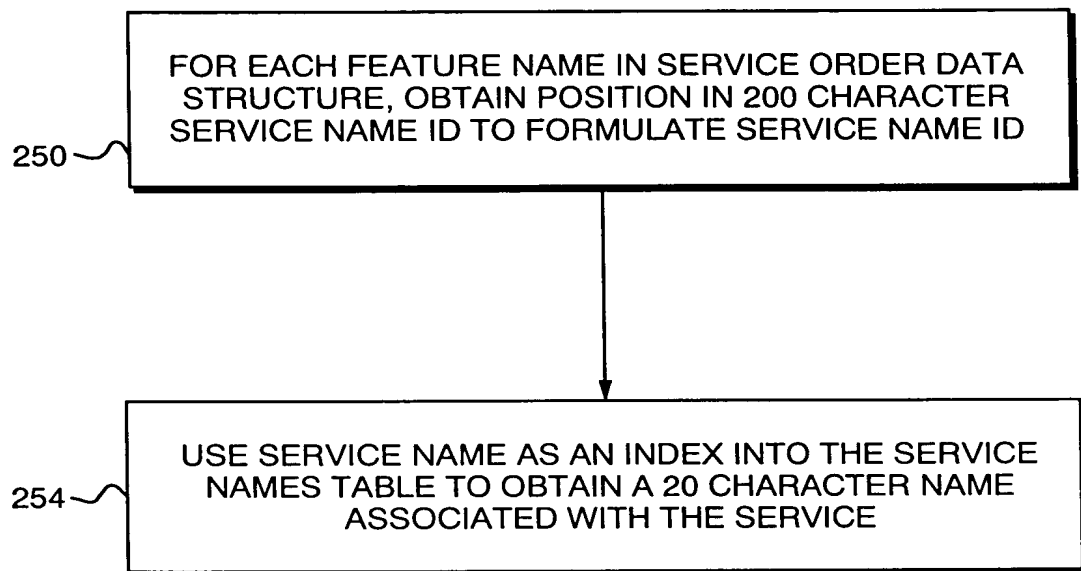 FOR EACH FEATURE NAME IN SERVICE ORDER DATA
STRUCTURE, OBTAIN POSITION IN 200 CHARACTER
SERVICE NAME ID TO FORMULATE SERVICE NAME ID
250
USE SERVICE NAME AS AN INDEX INTO THE SERVICE
NAMES TABLE TO OBTAIN A 20 CHARACTER NAME
ASSOCIATED WITH THE SERVICE
254